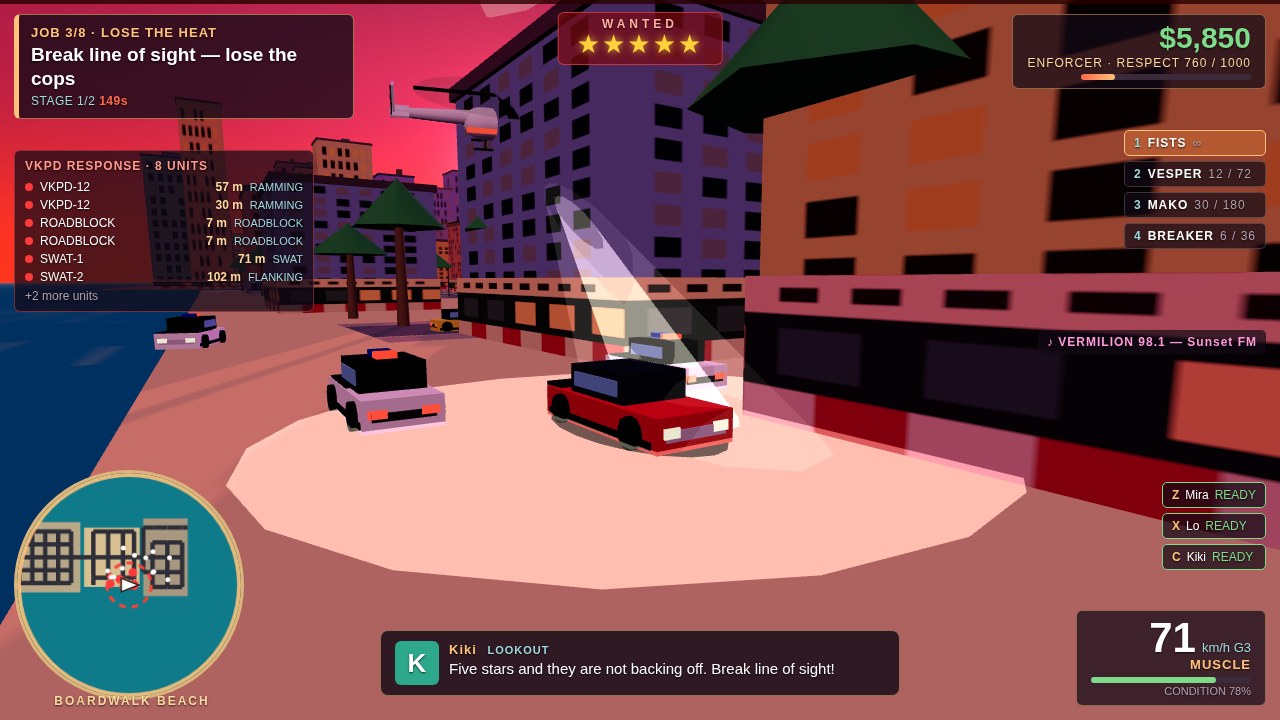 JOB 3/8 · LOSE THE HEAT
Break line of sight — lose the
cops
STAGE 1/2 149s
WANTED
★★★★★
$5,850
ENFORCER · RESPECT 760 / 1000
VKPD RESPONSE · 8 UNITS
VKPD-12 57 m RAMMING
VKPD-12 30 m RAMMING
ROADBLOCK 7 m ROADBLOCK
ROADBLOCK 7 m ROADBLOCK
SWAT-1 71 m SWAT
SWAT-2 102 m FLANKING
+2 more units
1 FISTS ∞
2 VESPER 12 / 72
3 MAKO 30 / 180
4 BREAKER 6 / 36
♪ VERMILION 98.1 — Sunset FM
Z Mira READY
X Lo READY
C Kiki READY
BOARDWALK BEACH
K
Kiki LOOKOUT
Five stars and they are not backing off. Break line of sight!
71 km/h G3
MUSCLE
CONDITION 78%